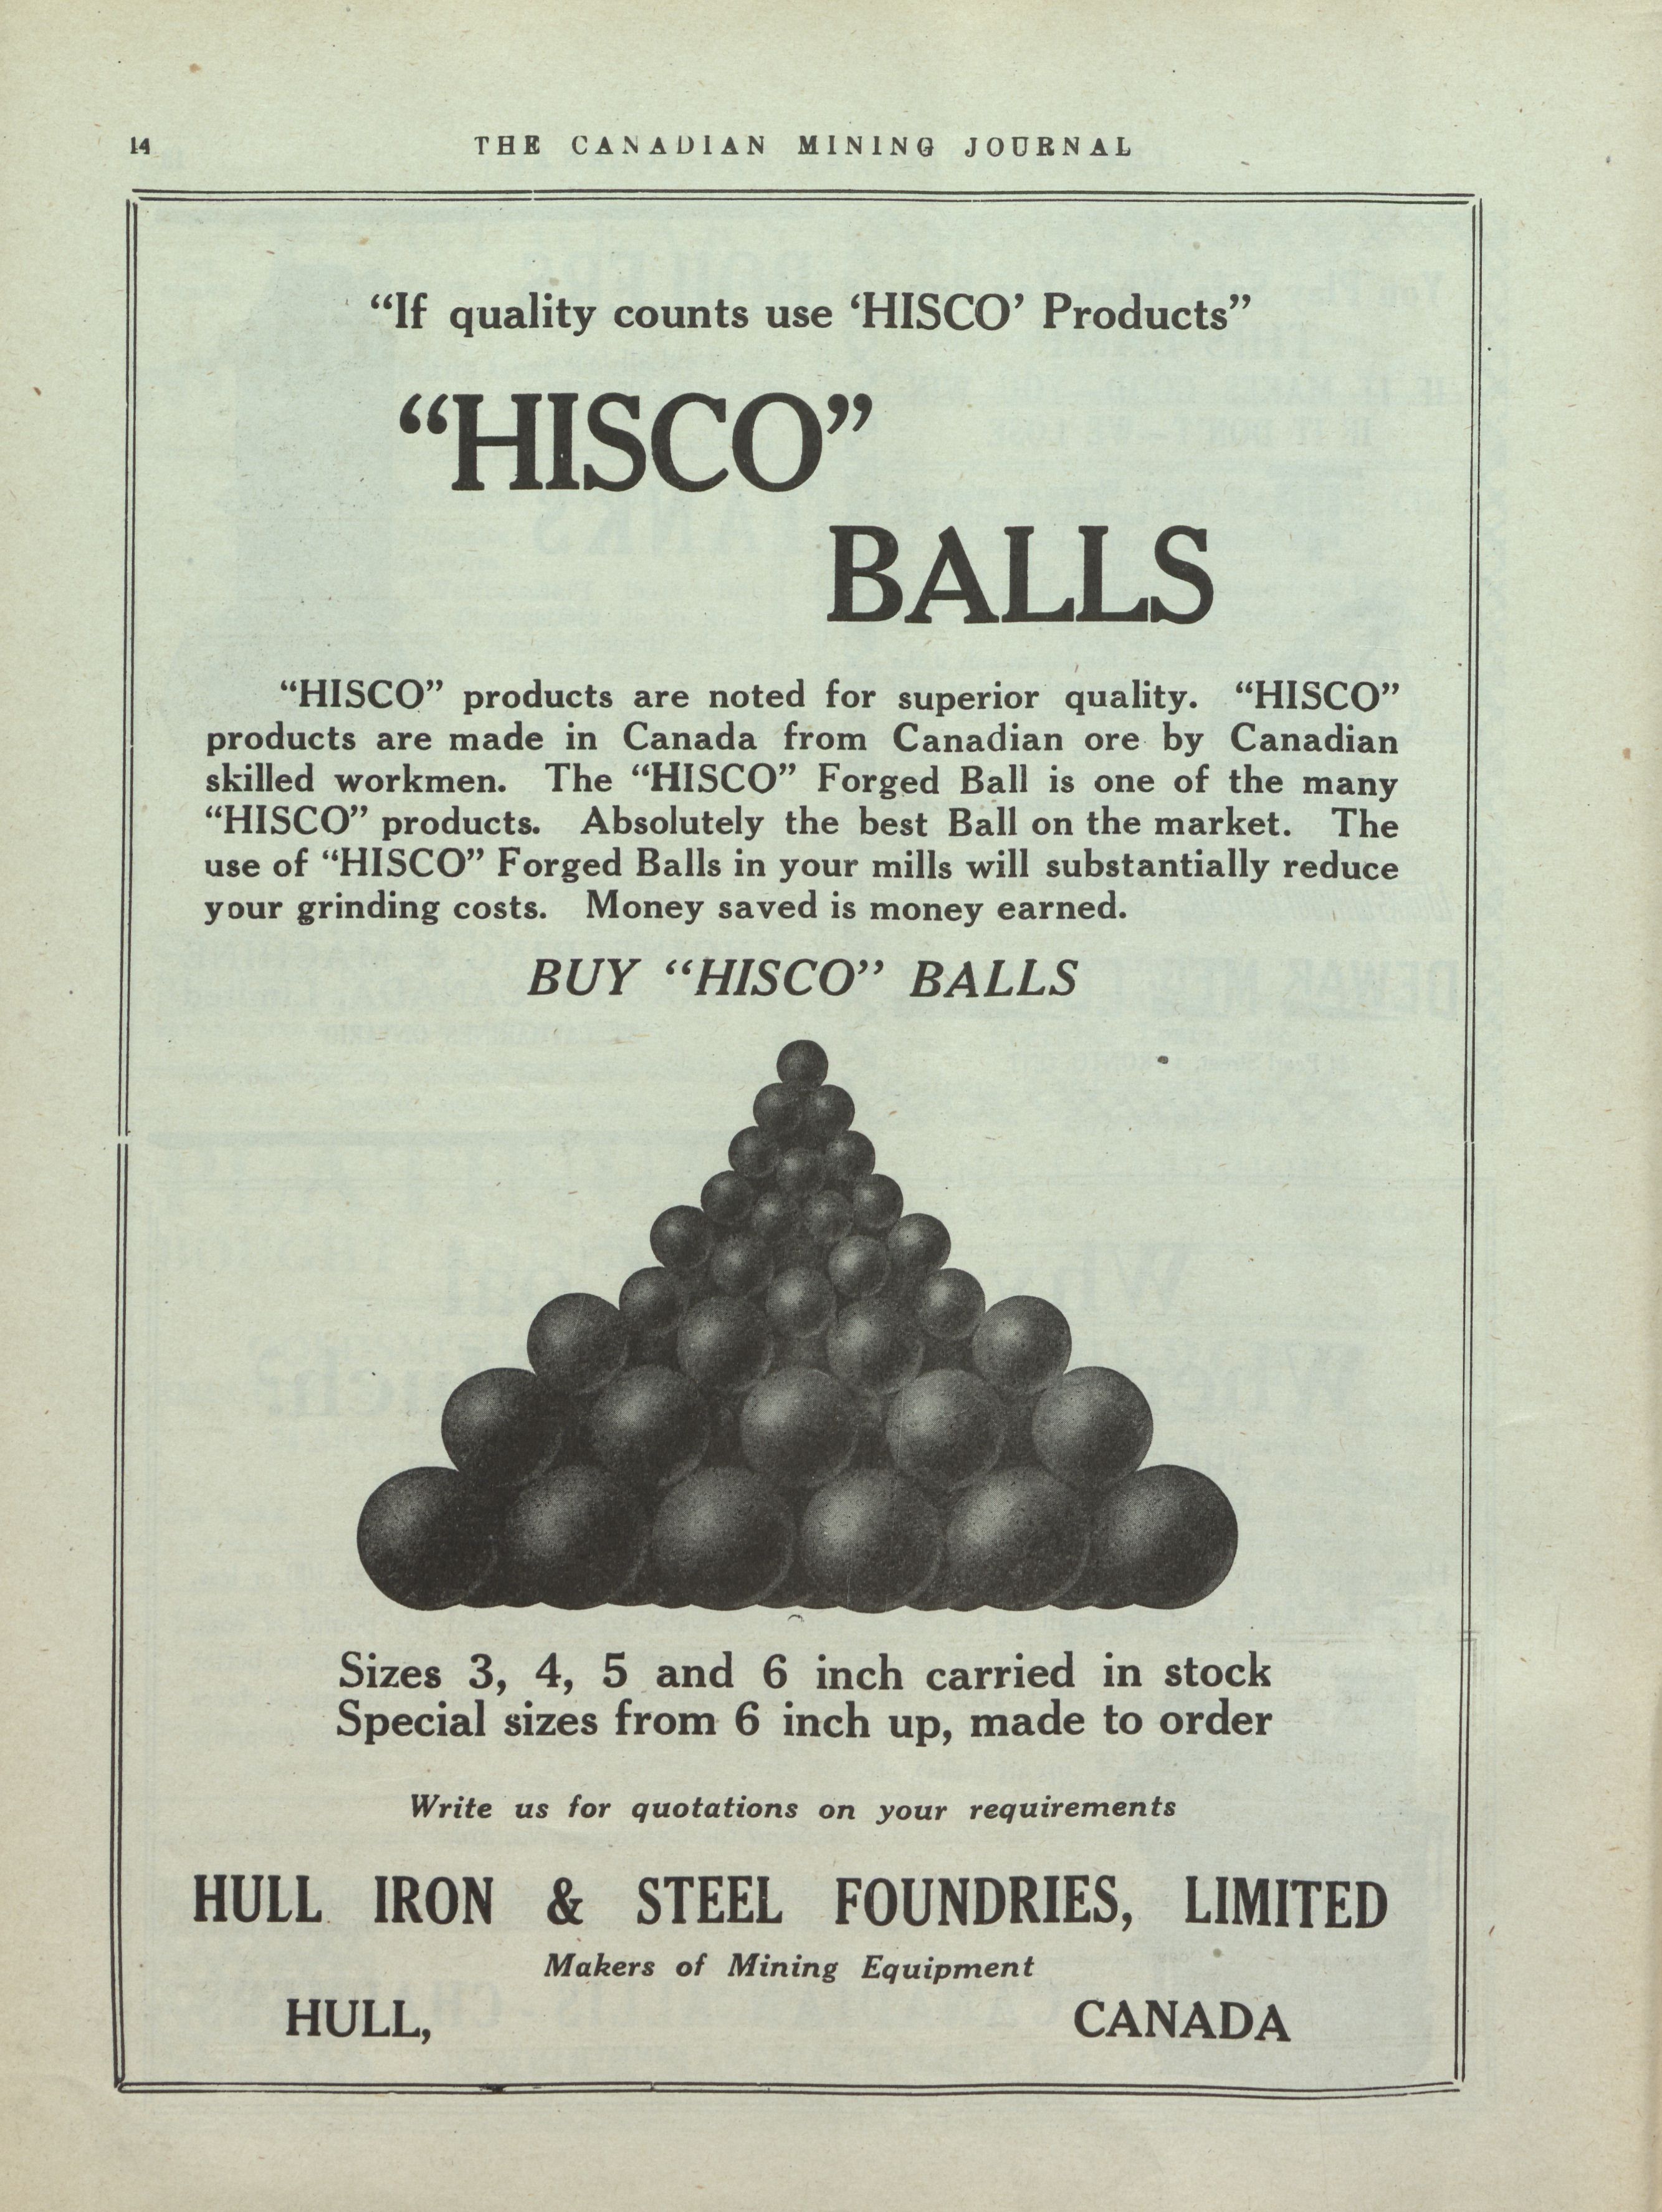 14
THE CANADIAN MINING JOURNAL
“If quality counts use ‘HISCO’ Products”
“HISCO”
BALLS
“HISCO” products are noted for superior quality. “HISCO”
products are made in Canada from Canadian ore by Canadian
skilled workmen. The “HISCO” Forged Ball is one of the many
“HISCO” products. Absolutely the best Ball on the market. The
use of “HISCO” Forged Balls in your mills will substantially reduce
your grinding costs. Money saved is money earned.
BUY “HISCO” BALLS
Sizes 3, 4, 5 and 6 inch carried in stock
Special sizes from 6 inch up, made to order
Write us for quotations on your requirements
HULL IRON & STEEL FOUNDRIES, LIMITED
Makers of Mining Equipment
HULL, CANADA